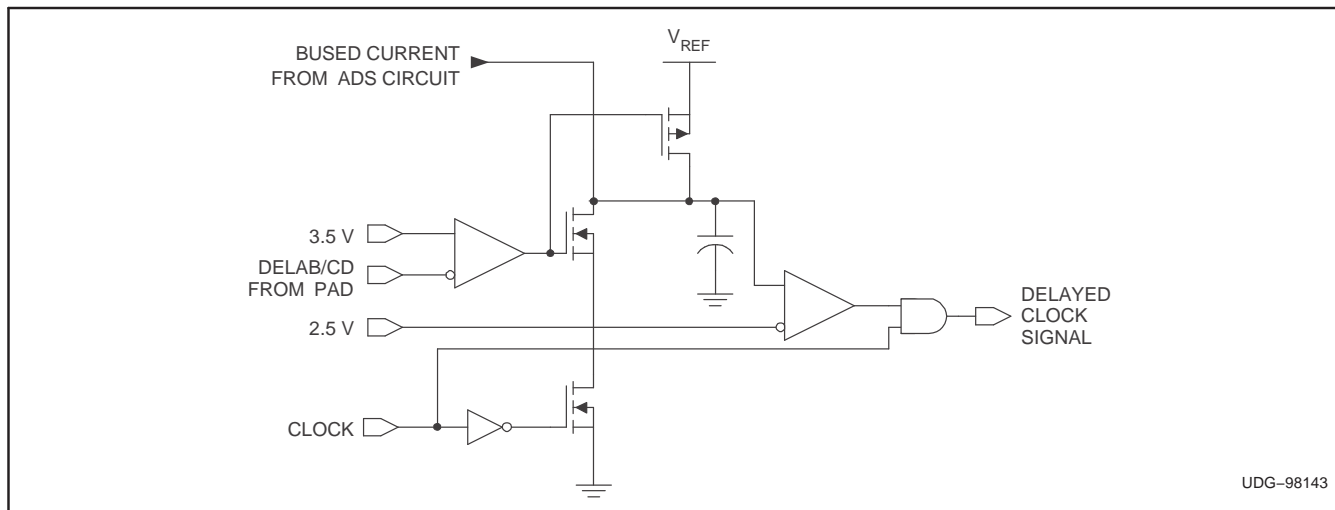 BUSED CURRENT
FROM ADS CIRCUIT
VREF
3.5 V
DELAB/CD
FROM PAD
2.5 V
DELAYED
CLOCK
SIGNAL
CLOCK
UDG–98143